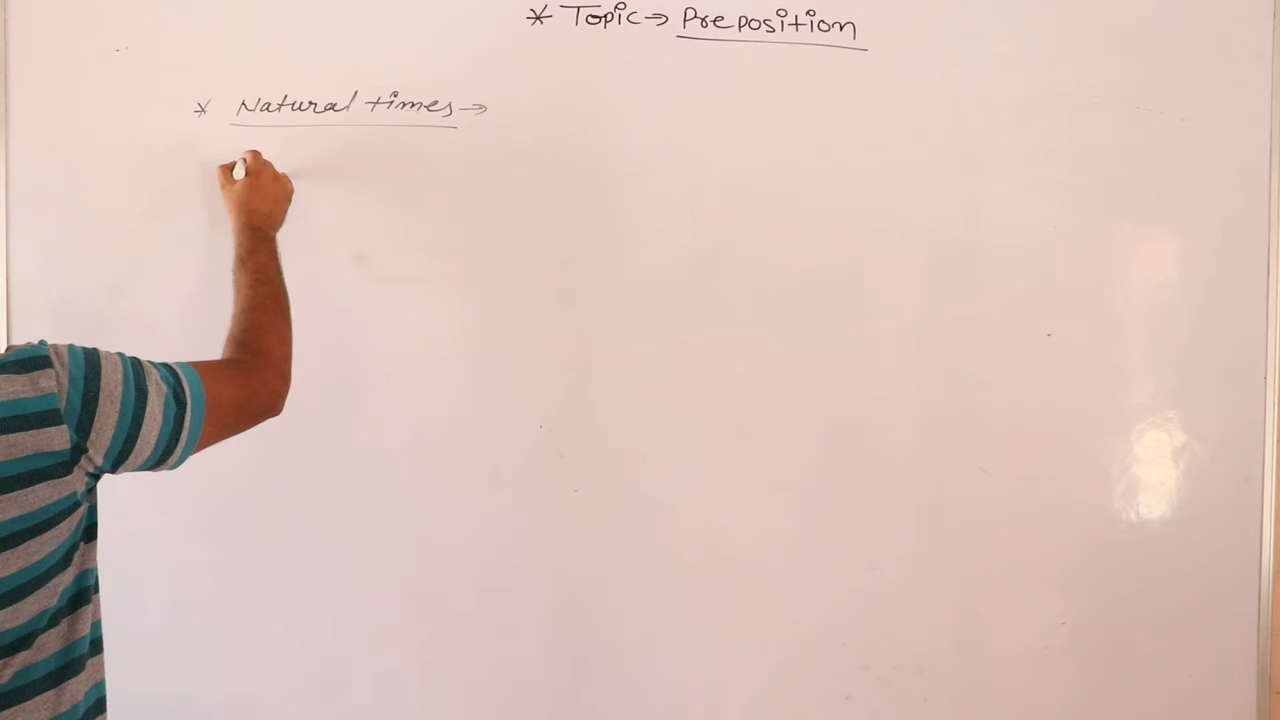 * Topic → Preposition
* Natural times →